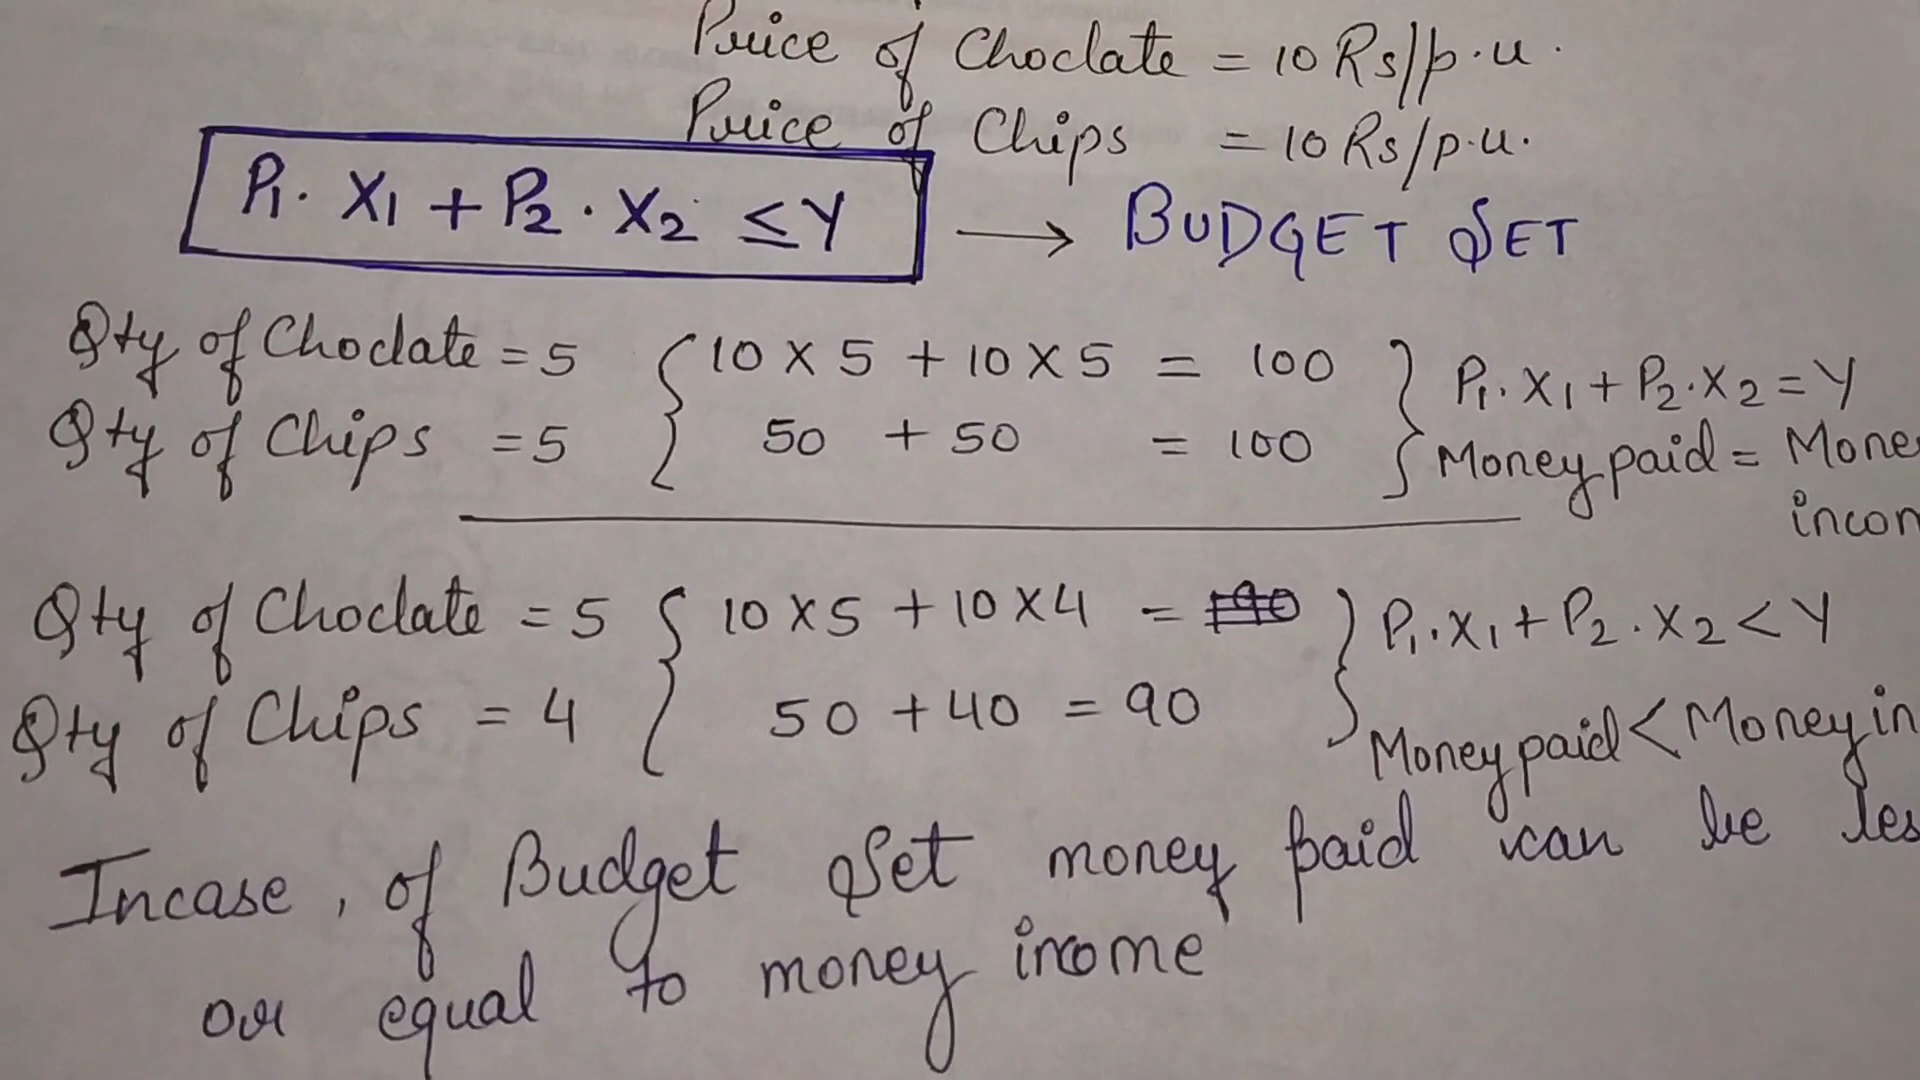 Price of Choclate = 10 Rs//p.u.
Price of Chips = 10 Rs/p.u.
P1. X1 + P2 . X2 ≤ Y → BUDGET SET
Qty of Choclate = 5 { 10 X 5 + 10 X 5 = 100 } P1. X1 + P2. X2 = Y
Qty of Chips = 5 50 + 50 = 100 Money paid = Mone
incom
Qty of Choclate = 5 { 10 X 5 + 10 X 4 = } P1. X1 + P2. X2 < Y
Qty of Chips = 4 50 + 40 = 90 Money paid < Money in
Incase, of Budget Set money paid can be les
or equal to money income